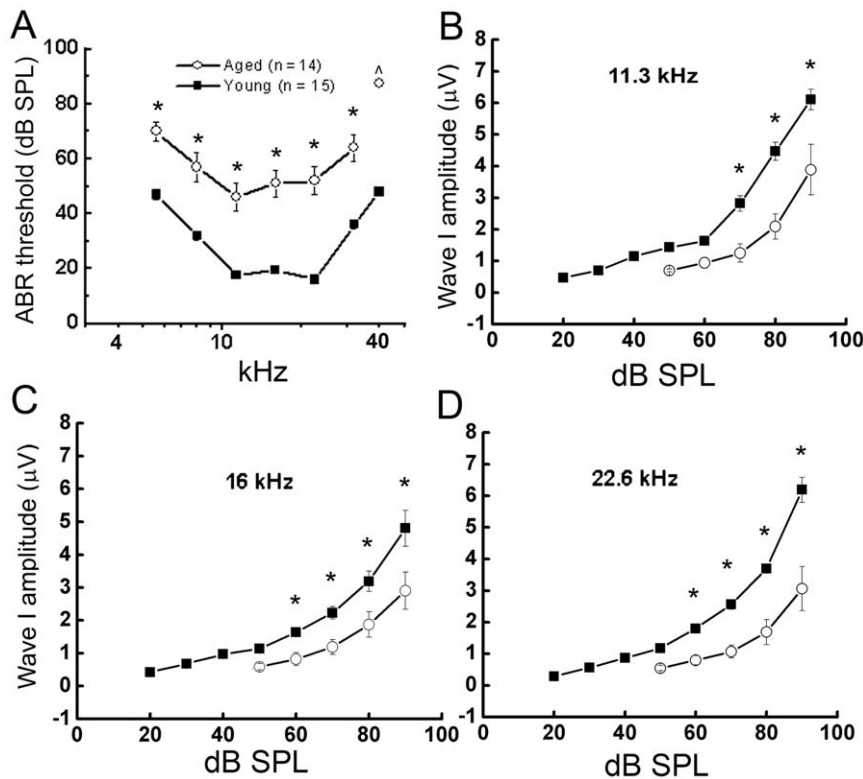 A
ABR threshold (dB SPL)
100
80
60
40
20
0
Aged (n = 14)
Young (n = 15)
^
* * * * * *
4
10
40
kHz
B
Wave I amplitude (μV)
8
7
6
5
4
3
2
1
0
-1
11.3 kHz
* * *
0 20 40 60 80 100
dB SPL
C
Wave I amplitude (μV)
8
7
6
5
4
3
2
1
0
-1
16 kHz
* * * *
0 20 40 60 80 100
dB SPL
D
8
7
6
5
4
3
2
1
0
-1
22.6 kHz
* * * *
0 20 40 60 80 100
dB SPL